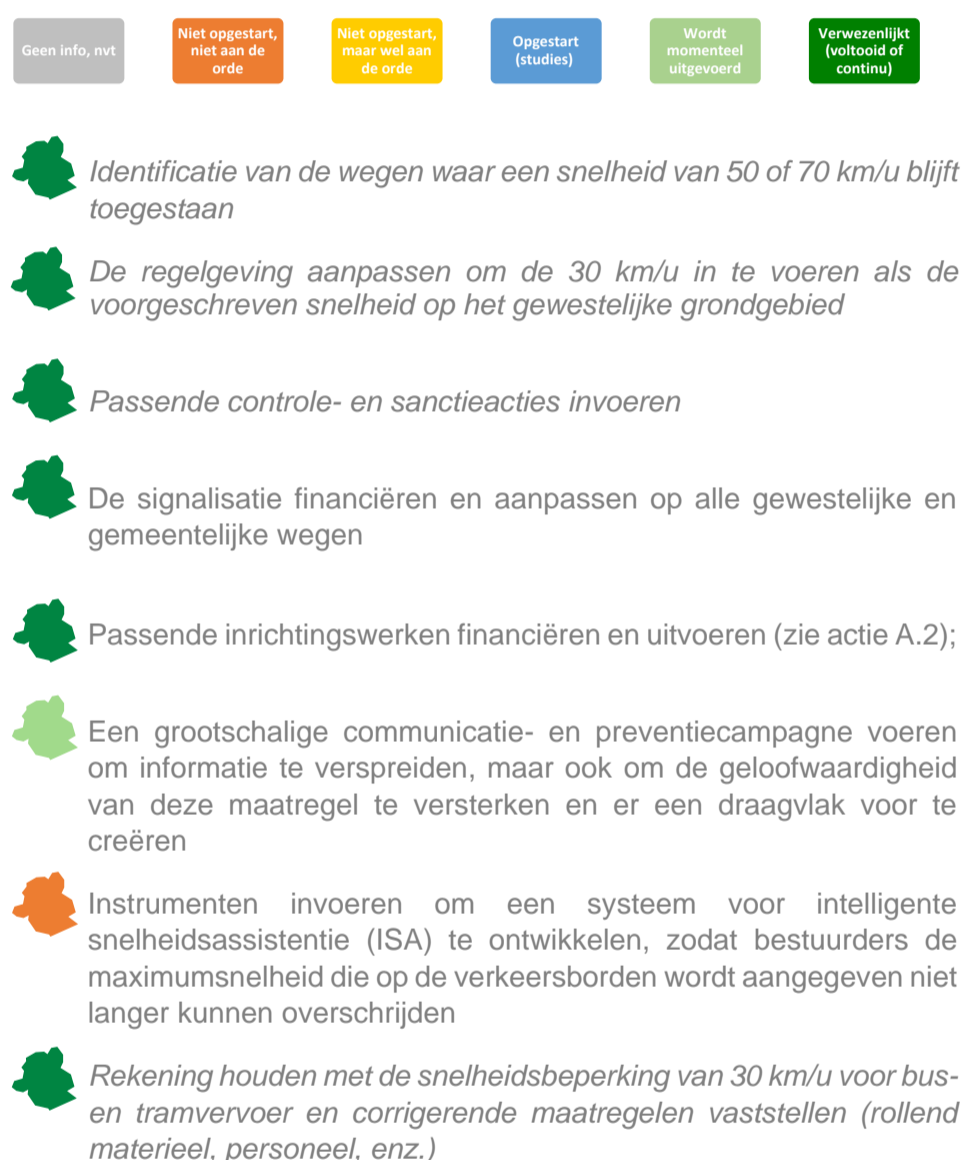 Geen info, nvt
Niet opgestart,
niet aan de
orde
Niet opgestart,
maar wel aan
de orde
Opgestart
(studies)
Wordt
momenteel
uitgevoerd
Verwezenlijkt
(voltooid of
continu)
Identificatie van de wegen waar een snelheid van 50 of 70 km/u blijft
toegestaan
De regelgeving aanpassen om de 30 km/u in te voeren als de
voorgeschreven snelheid op het gewestelijke grondgebied
Passende controle- en sanctieacties invoeren
De signalisatie financiëren en aanpassen op alle gewestelijke en
gemeentelijke wegen
Passende inrichtingswerken financiëren en uitvoeren (zie actie A.2);
Een grootschalige communicatie- en preventiecampagne voeren
om informatie te verspreiden, maar ook om de geloofwaardigheid
van deze maatregel te versterken en er een draagvlak voor te
creëren
Instrumenten invoeren om een systeem voor intelligente
snelheidsassistentie (ISA) te ontwikkelen, zodat bestuurders de
maximumsnelheid die op de verkeersborden wordt aangegeven niet
langer kunnen overschrijden
Rekening houden met de snelheidsbeperking van 30 km/u voor bus-
en tramvervoer en corrigerende maatregelen vaststellen (rollend
materieel, personeel, enz.)